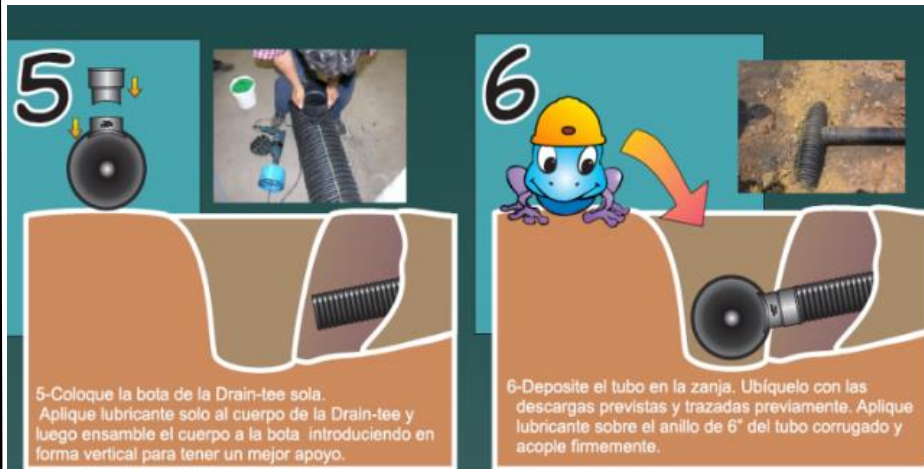 5
5-Coloque la bota de la Drain-tee sola.
Aplique lubricante solo al cuerpo de la Drain-tee y
luego ensamble el cuerpo a la bota introduciendo en
forma vertical para tener un mejor apoyo.
6
6-Deposite el tubo en la zanja. Ubíquelo con las
descargas previstas y trazadas previamente. Aplique
lubricante sobre el anillo de 6" del tubo corrugado y
acople firmemente.